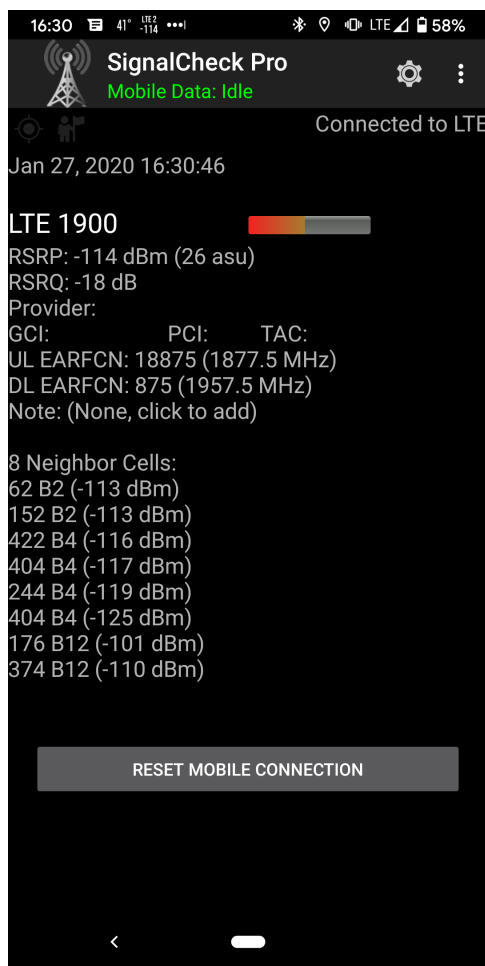 16:30 41° LTE 2 -114 LTE 58%
SignalCheck Pro
Mobile Data: Idle
Connected to LTE
Jan 27, 2020 16:30:46
LTE 1900
RSRP: -114 dBm (26 asu)
RSRQ: -18 dB
Provider:
GCI: PCI: TAC:
UL EARFCN: 18875 (1877.5 MHz)
DL EARFCN: 875 (1957.5 MHz)
Note: (None, click to add)
8 Neighbor Cells:
62 B2 (-113 dBm)
152 B2 (-113 dBm)
422 B4 (-116 dBm)
404 B4 (-117 dBm)
244 B4 (-119 dBm)
404 B4 (-125 dBm)
176 B12 (-101 dBm)
374 B12 (-110 dBm)
RESET MOBILE CONNECTION